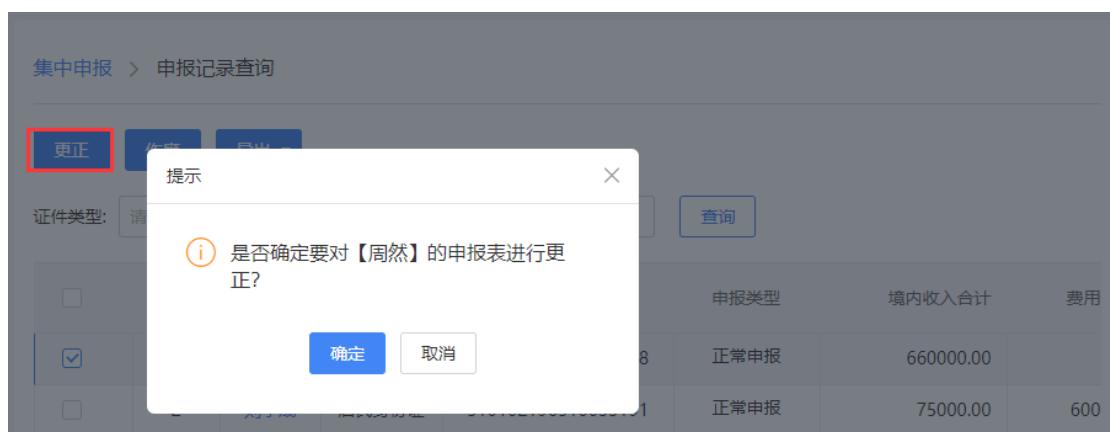 集中申报 > 申报记录查询
更正
提示
证件类型:
查询
是否确定要对【周然】的申报表进行更
正？
申报类型 境内收入合计 费用
确定 取消
8 正常申报 660000.00
正常申报 75000.00 600